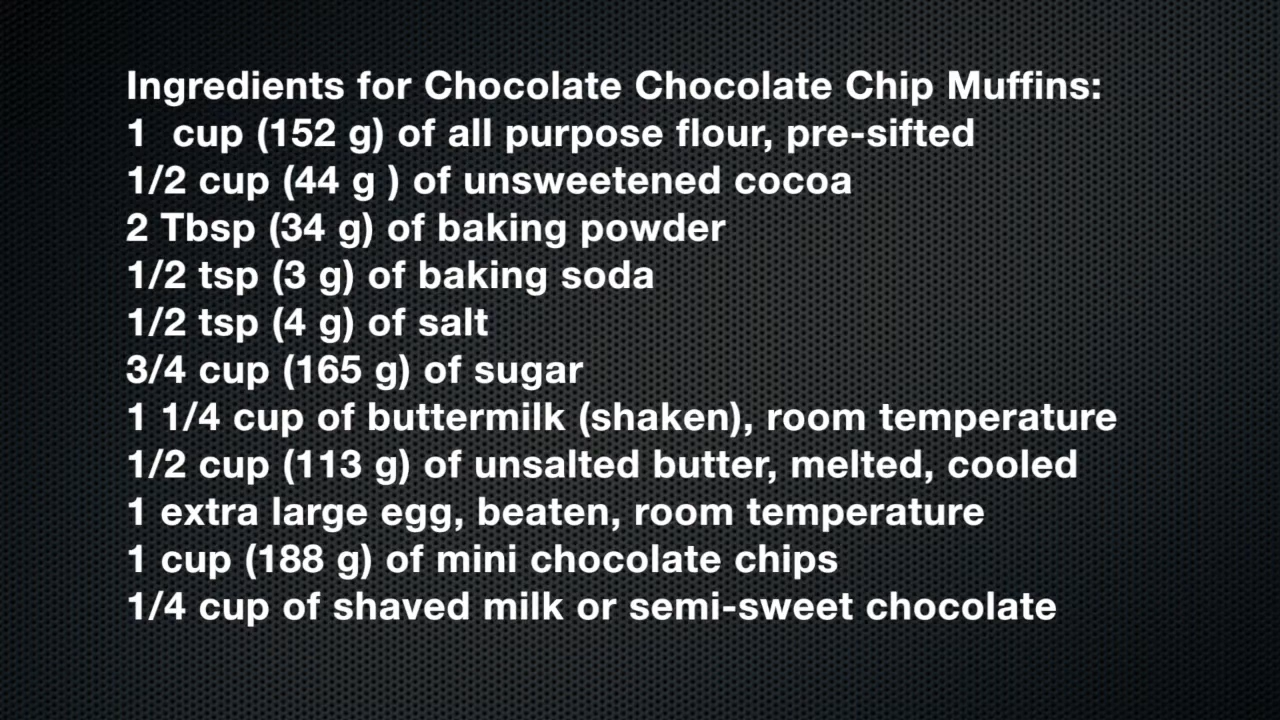 Ingredients for Chocolate Chocolate Chip Muffins:
1  cup (152 g) of all purpose flour, pre-sifted
1/2 cup (44 g ) of unsweetened cocoa
2 Tbsp (34 g) of baking powder
1/2 tsp (3 g) of baking soda
1/2 tsp (4 g) of salt
3/4 cup (165 g) of sugar
1 1/4 cup of buttermilk (shaken), room temperature
1/2 cup (113 g) of unsalted butter, melted, cooled
1 extra large egg, beaten, room temperature
1 cup (188 g) of mini chocolate chips
1/4 cup of shaved milk or semi-sweet chocolate